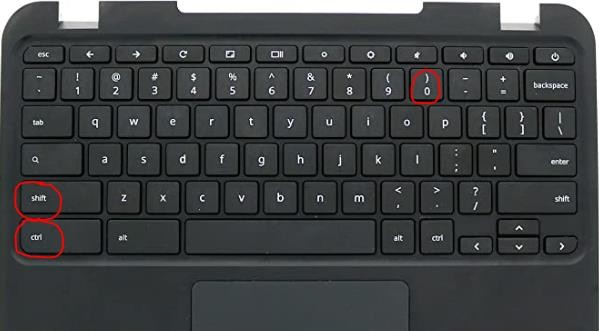 esc
~ ! @ # $ % ^ & * ( ) _ +
` 1 2 3 4 5 6 7 8 9 0 - = backspace
tab q w e r t y u i o p { } |
[ ] \
a s d f g h j k l : " enter
; '
shift z x c v b n m < > ? shift
, . /
ctrl alt alt ctrl